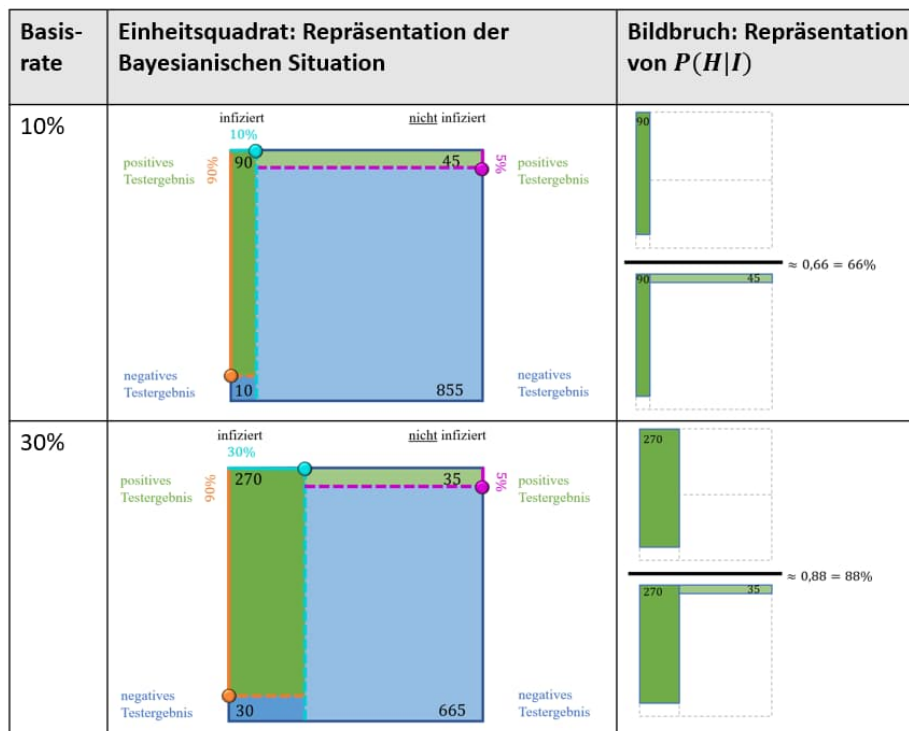 Basis-
rate
Einheitsquadrat: Repräsentation der
Bayesianischen Situation
Bildbruch: Repräsentation
von P(H|I)
10%
infiziert
nicht infiziert
10%
positives
Testergebnis
90%
90
45
5%
positives
Testergebnis
negatives
Testergebnis
10
855
negatives
Testergebnis
90
≈ 0,66 = 66%
90
45
30%
infiziert
nicht infiziert
30%
positives
Testergebnis
90%
270
35
5%
positives
Testergebnis
negatives
Testergebnis
30
665
negatives
Testergebnis
270
≈ 0,88 = 88%
270
35